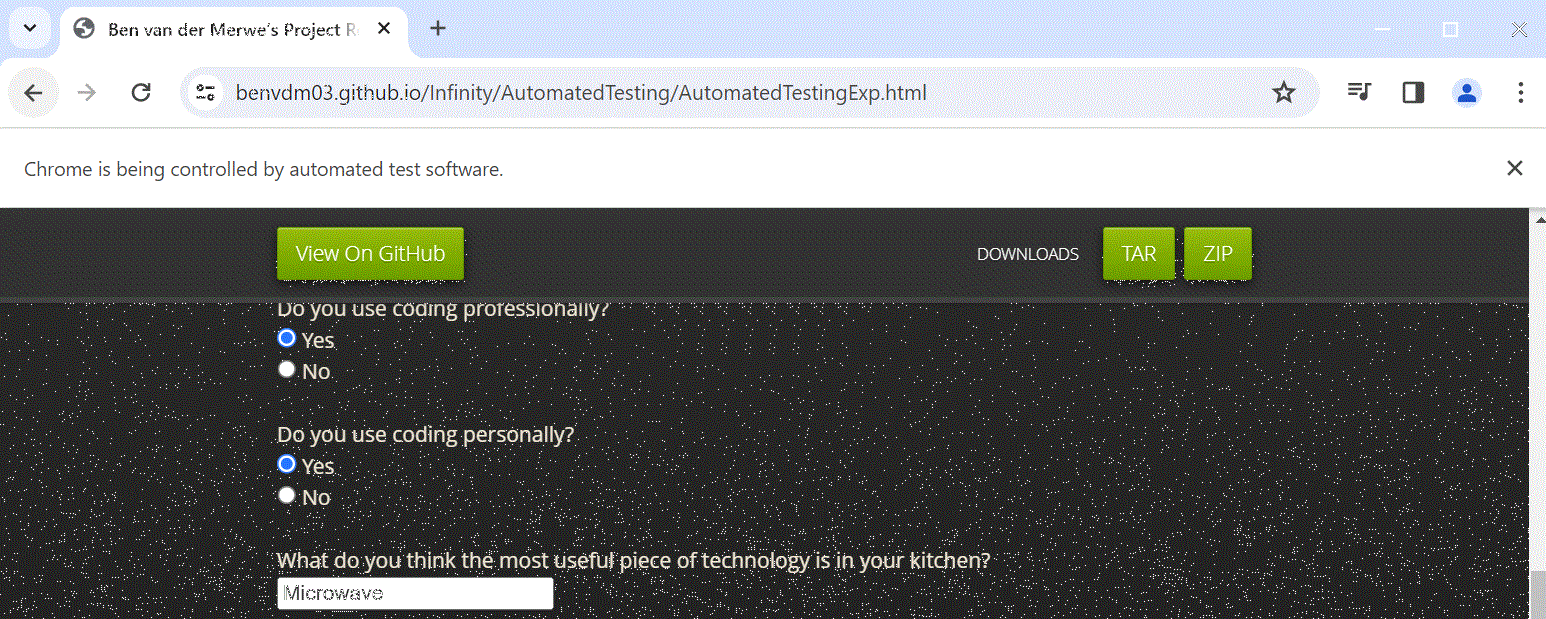 Ben van der Merwe's Project R
benvdm03.github.io/Infinity/AutomatedTesting/AutomatedTestingExp.html
Chrome is being controlled by automated test software.
View On GitHub
DOWNLOADS
TAR
ZIP
Do you use coding professionally?
Yes
No
Do you use coding personally?
Yes
No
What do you think the most useful piece of technology is in your kitchen?
Microwave